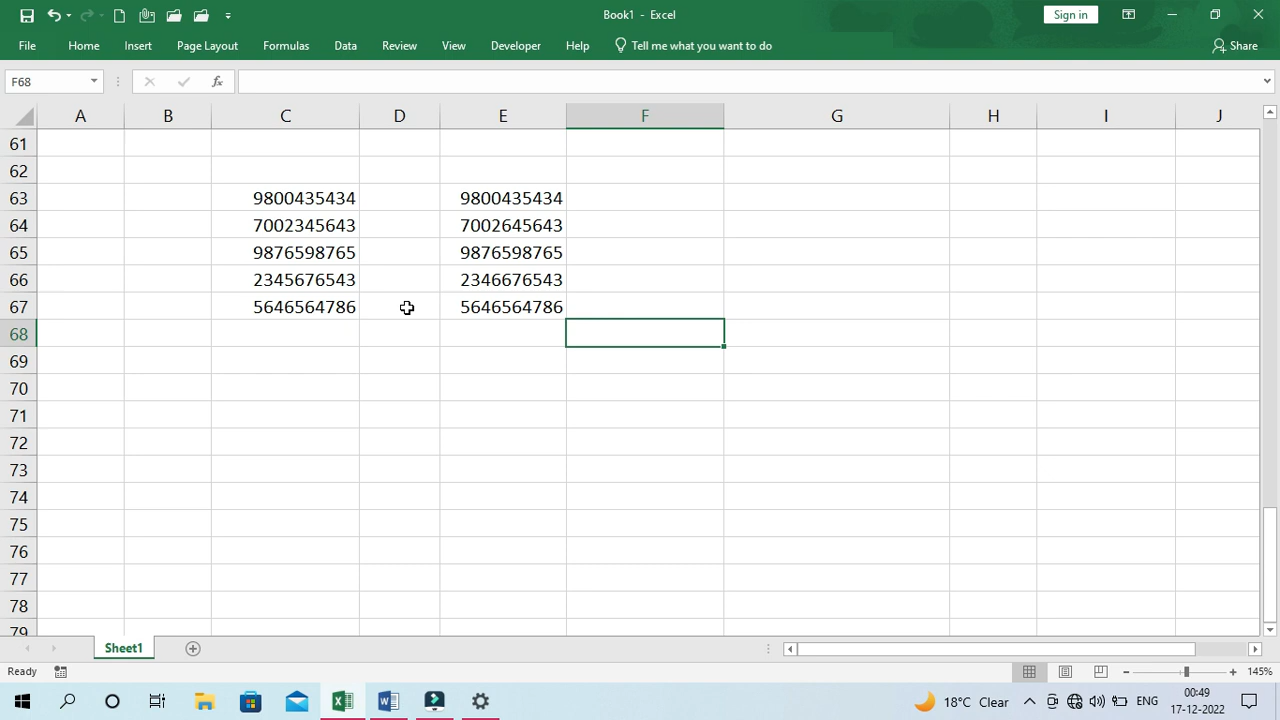 Book1 - Excel
Sign in
File Home Insert Page Layout Formulas Data Review View Developer Help Tell me what you want to do Share
F68 fx
A B C D E F G H I J
61
62
63 9800435434 9800435434
64 7002345643 7002645643
65 9876598765 9876598765
66 2345676543 2346676543
67 5646564786 5646564786
68
69
70
71
72
73
74
75
76
77
78
79
Sheet1
Ready 145%
18°C Clear ENG 00:49
17-12-2022